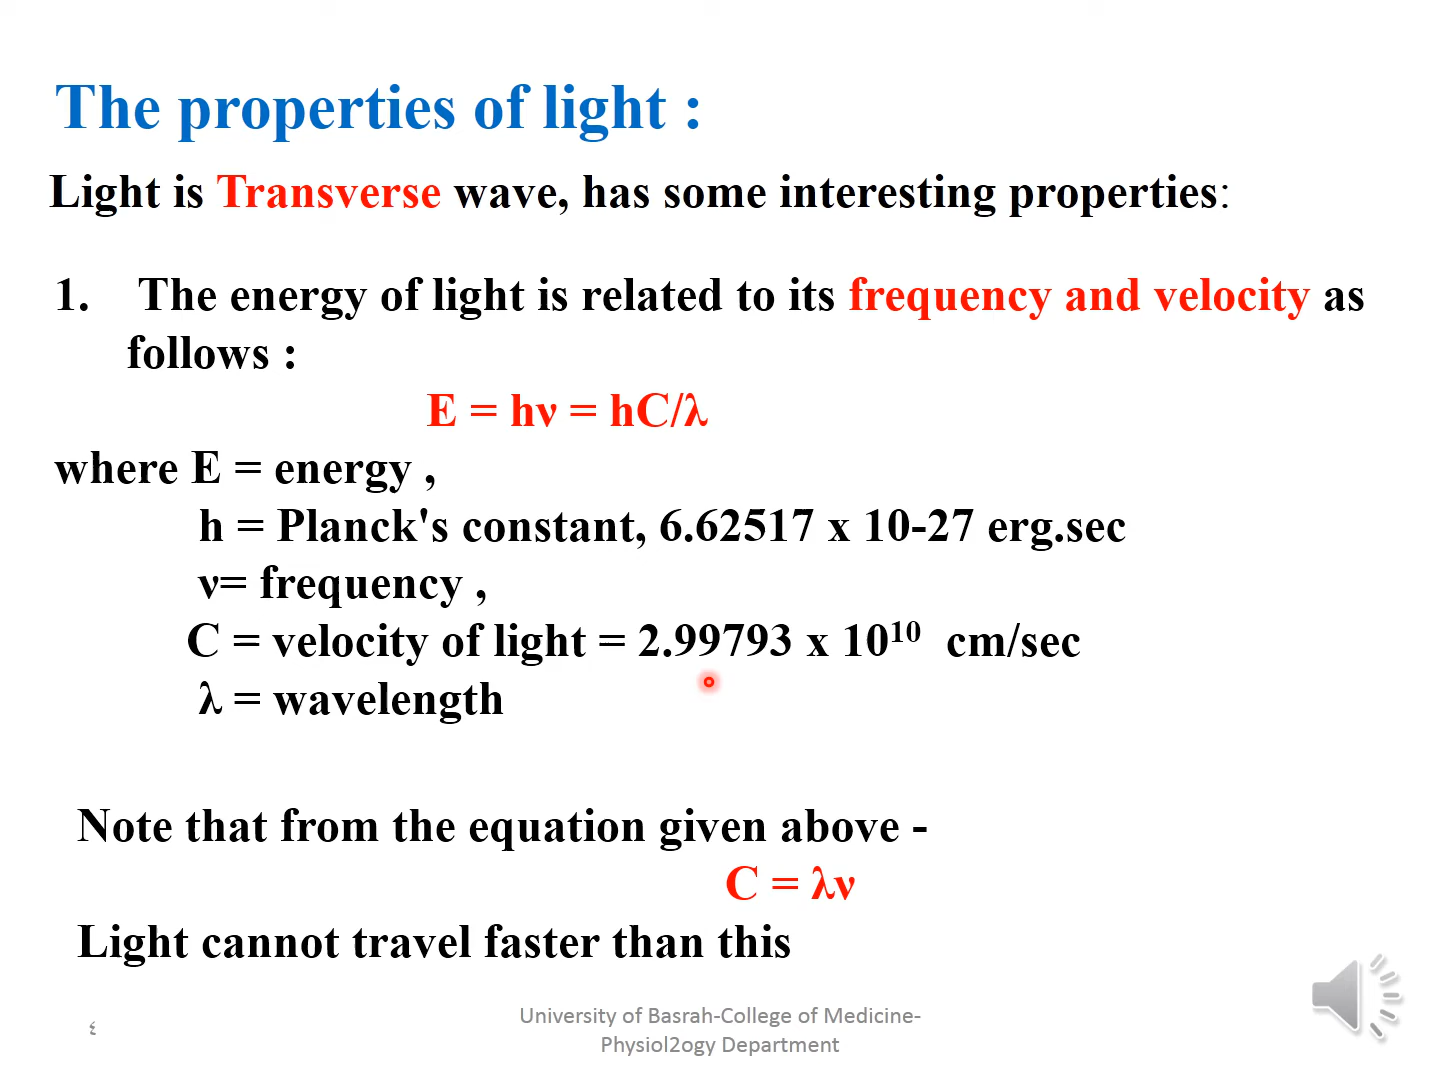 The properties of light :
Light is Transverse wave, has some interesting properties:
1. The energy of light is related to its frequency and velocity as
follows :
E = hν = hC/λ
where E = energy ,
h = Planck's constant, 6.62517 x 10-27 erg.sec
ν= frequency ,
C = velocity of light = 2.99793 x 10¹⁰ cm/sec
λ = wavelength
Note that from the equation given above -
C = λν
Light cannot travel faster than this
٤
University of Basrah-College of Medicine-
Physiol2ogy Department